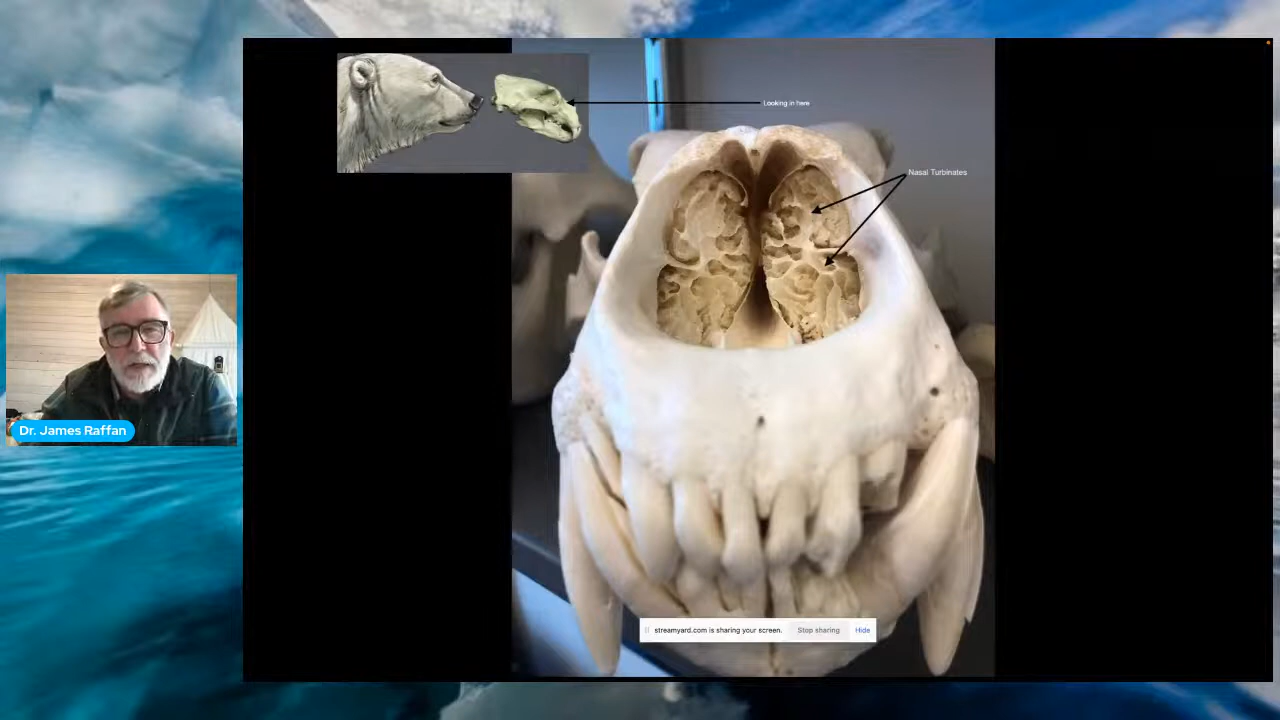 Looking in here
Nasal Turbinates
Dr. James Raffan
streamyard.com is sharing your screen. Stop sharing Hide